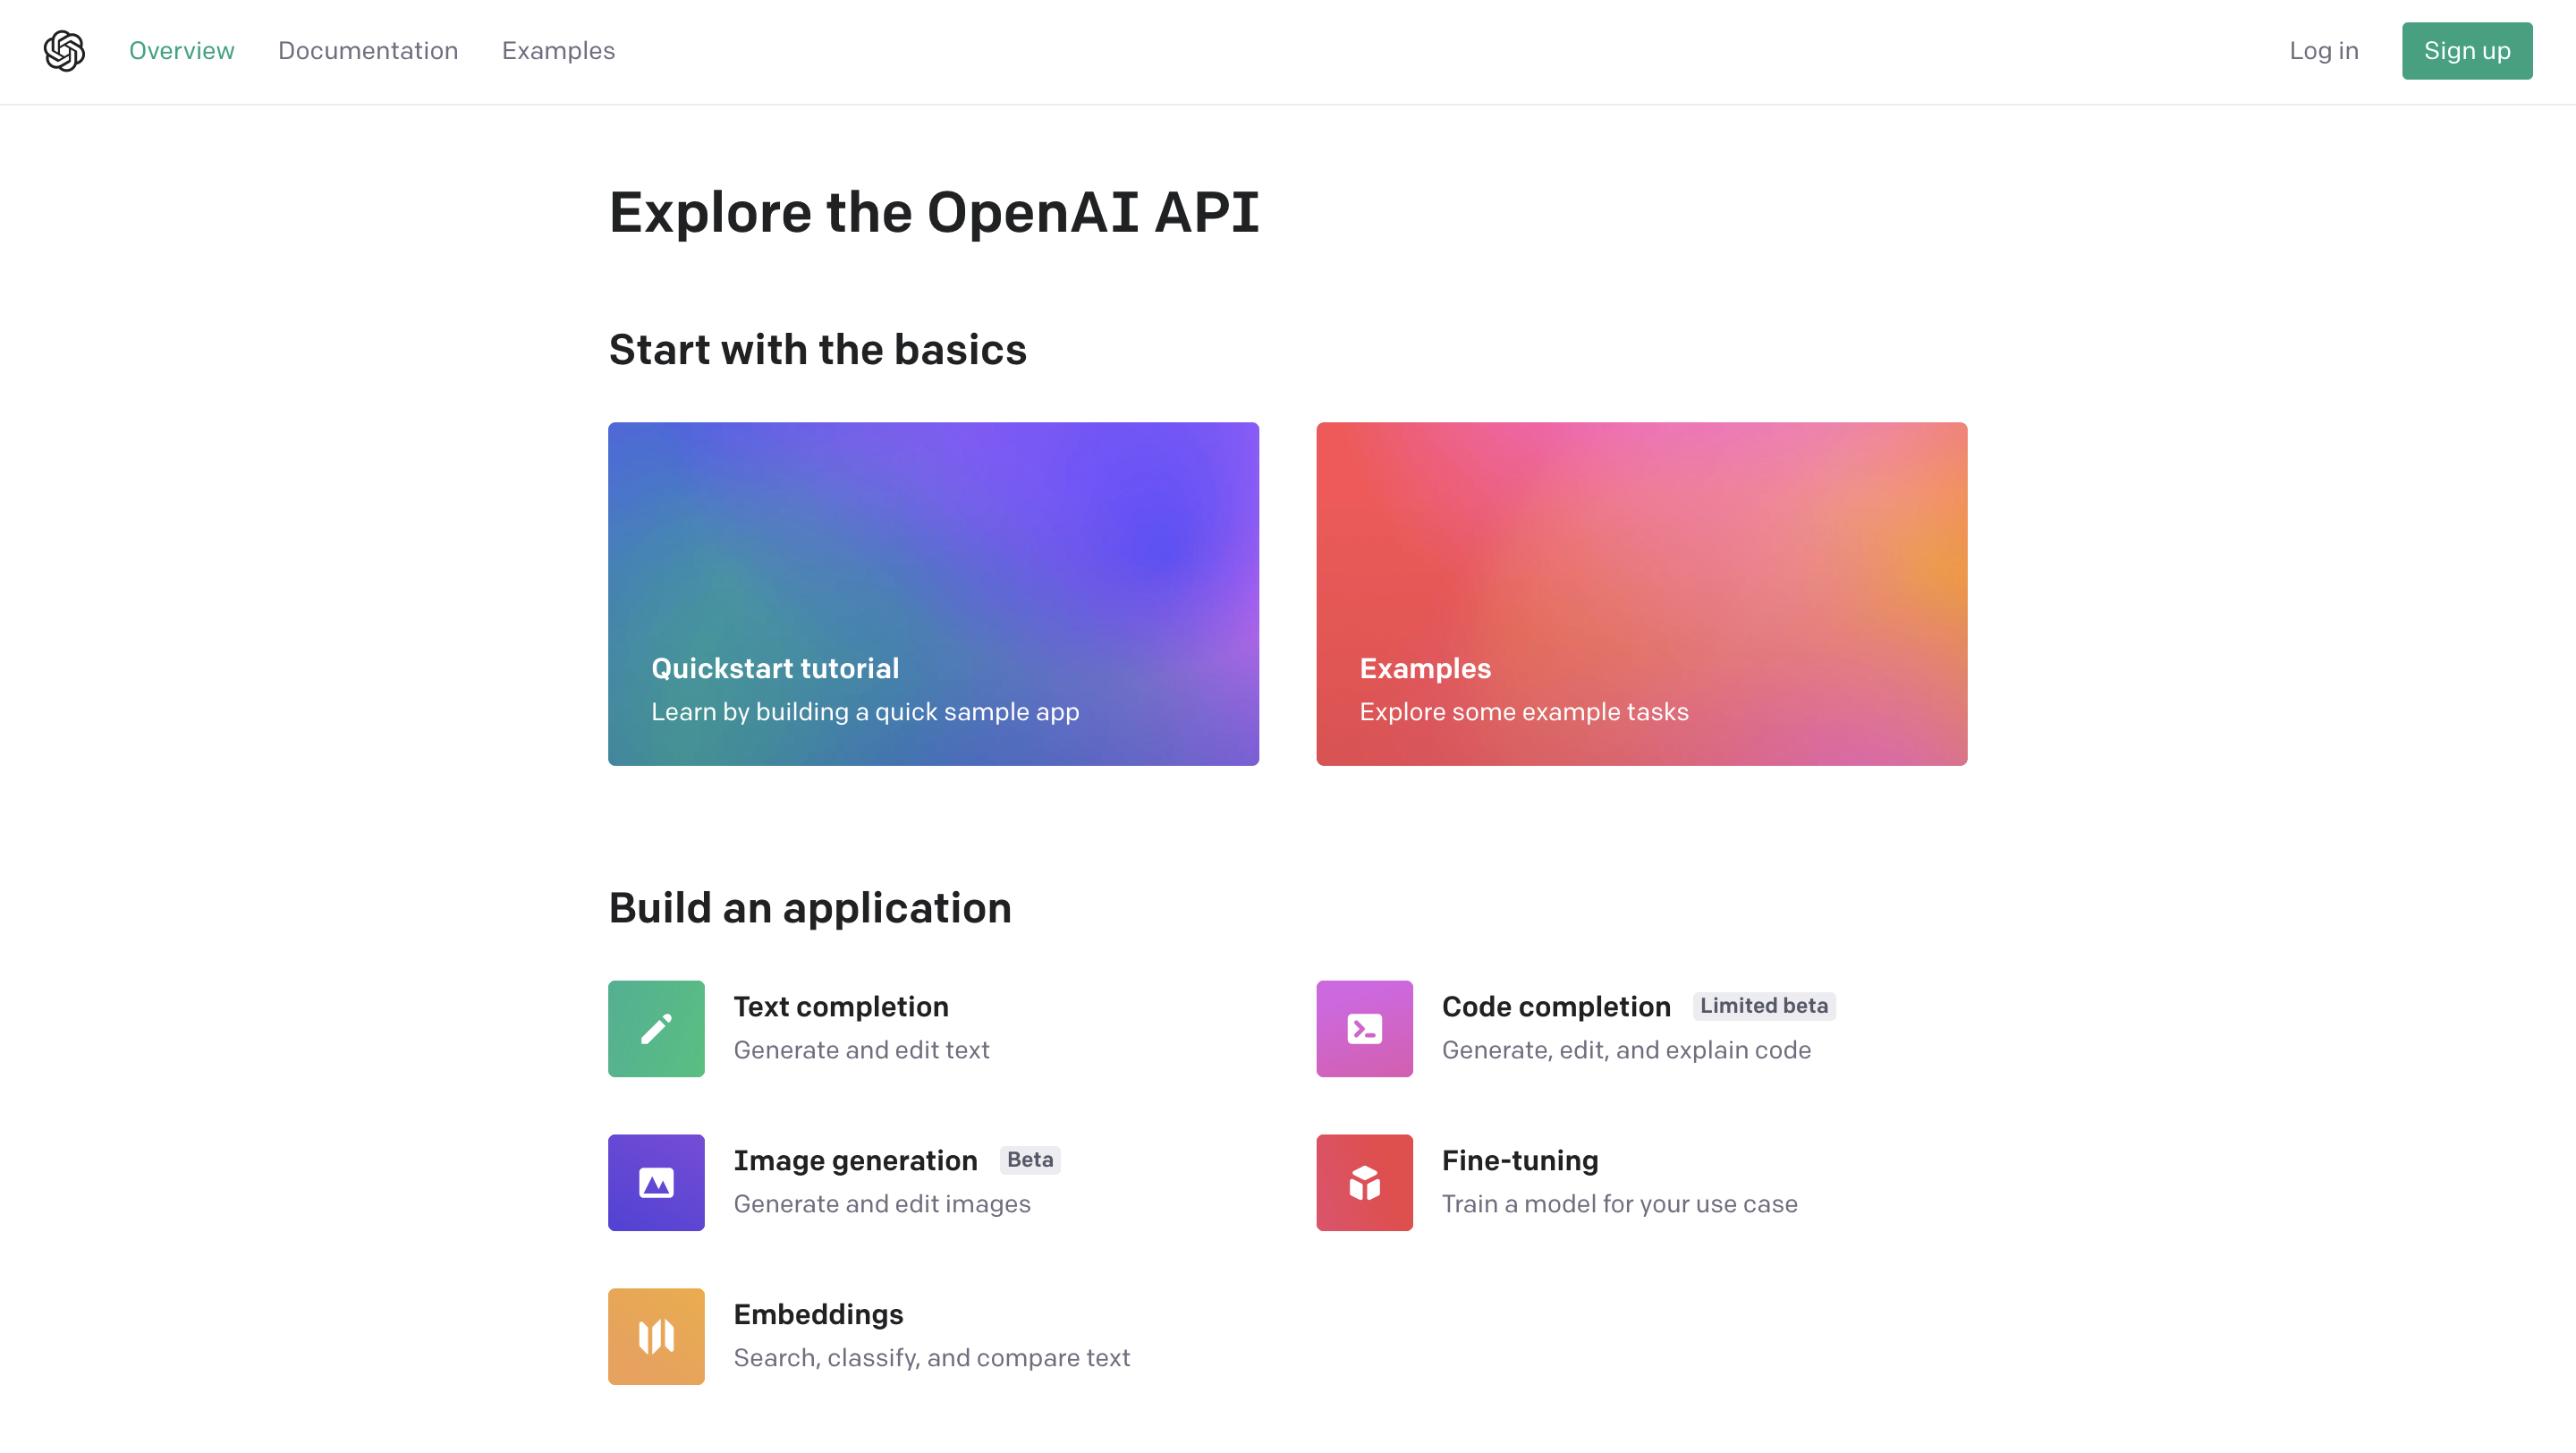 Overview Documentation Examples Log in Sign up
Explore the OpenAI API
Start with the basics
Quickstart tutorial
Learn by building a quick sample app
Examples
Explore some example tasks
Build an application
Text completion
Generate and edit text
Code completion Limited beta
Generate, edit, and explain code
Image generation Beta
Generate and edit images
Fine-tuning
Train a model for your use case
Embeddings
Search, classify, and compare text